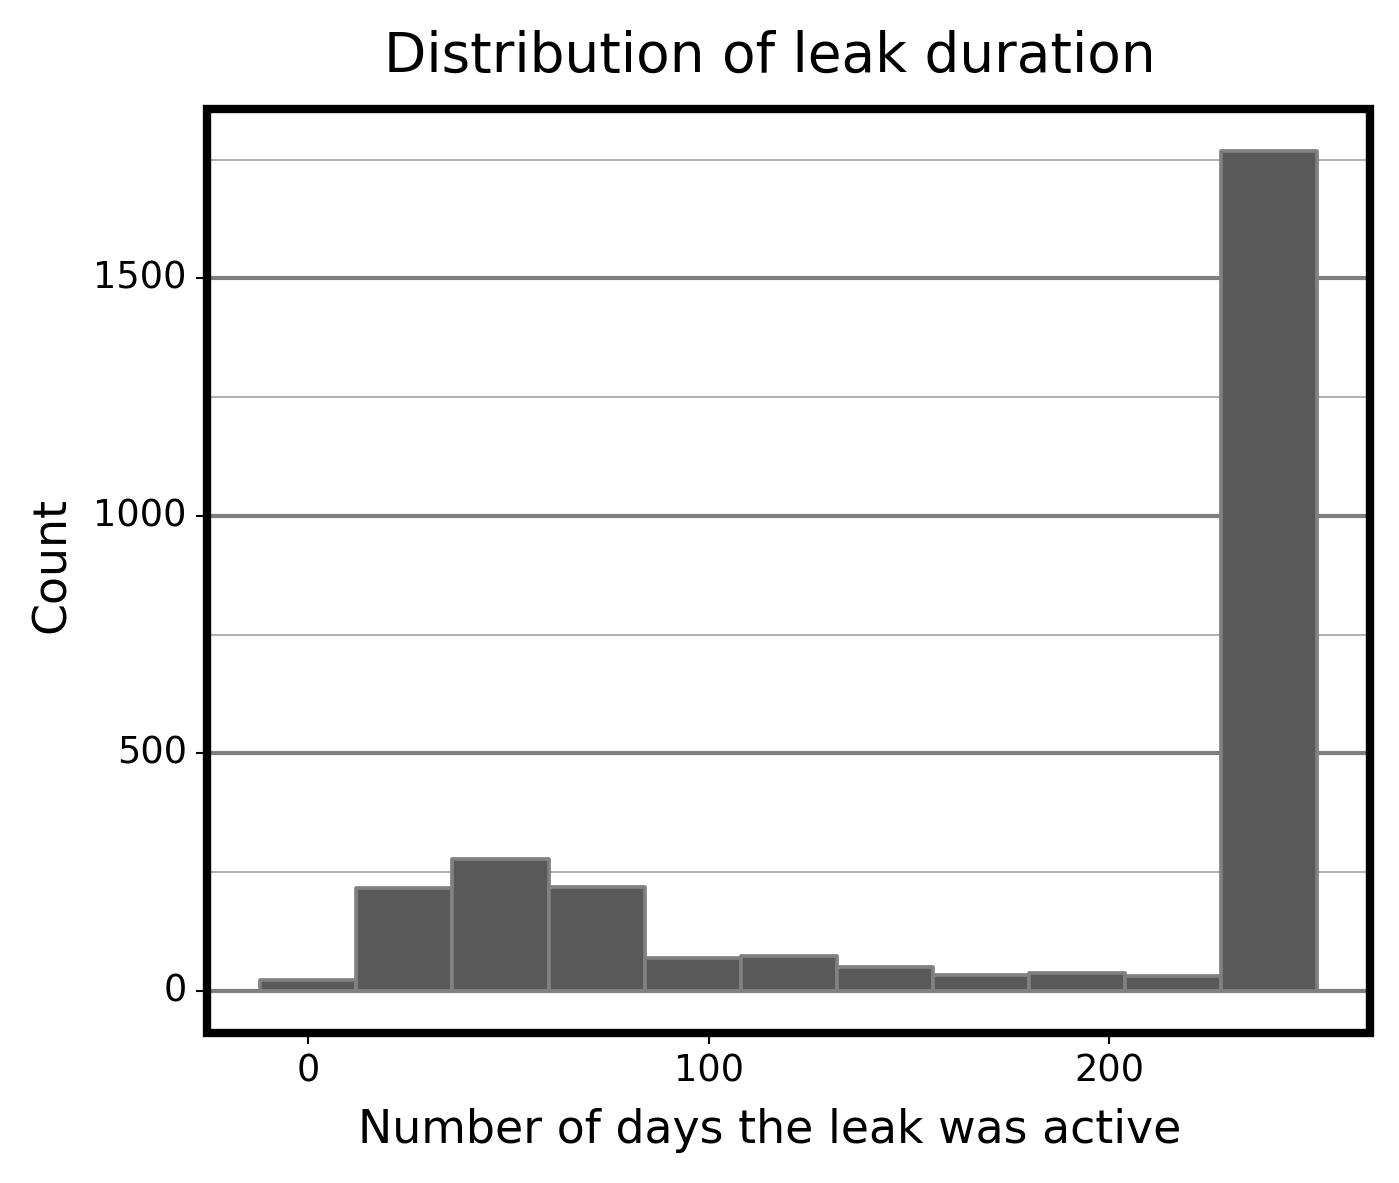 Distribution of leak duration
1500
1000
500
0
Count
0 100 200
Number of days the leak was active